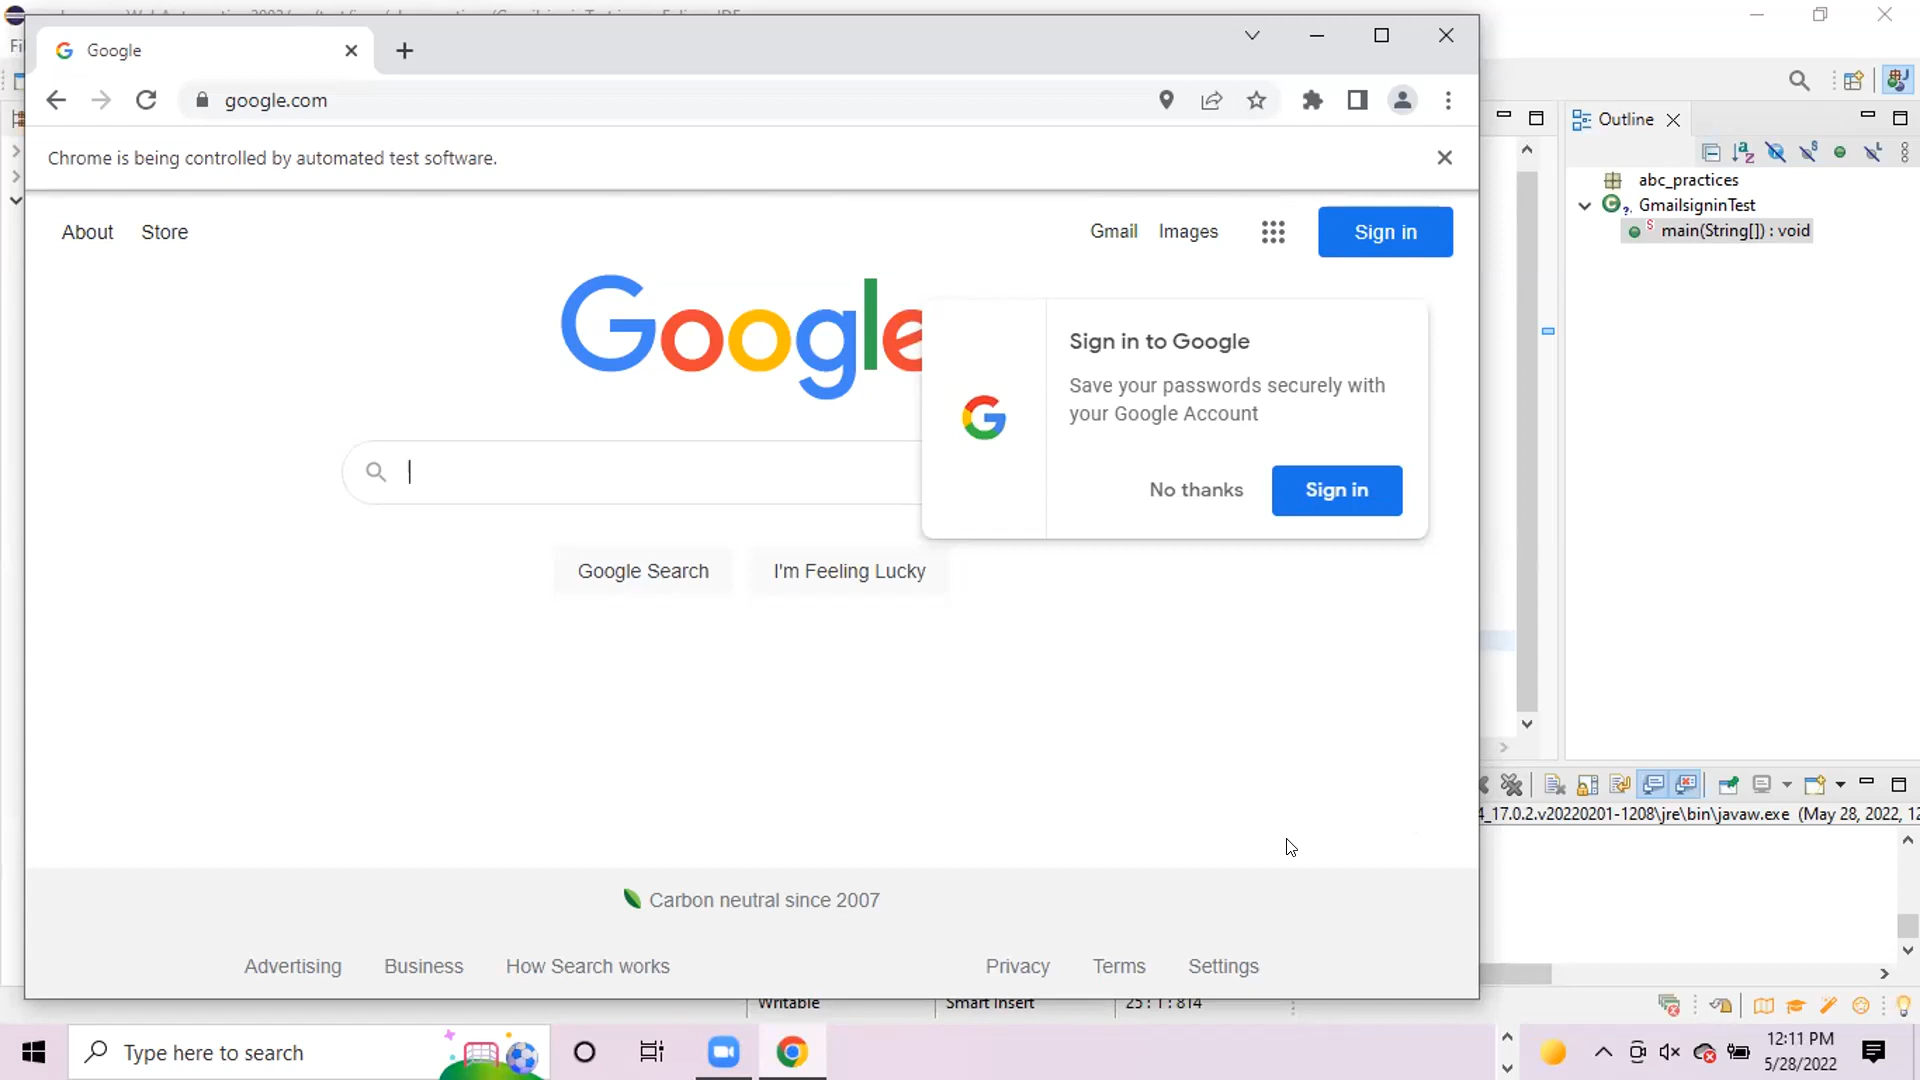 Google
google.com
Chrome is being controlled by automated test software.
About Store Gmail Images Sign in
Google
Sign in to Google
Save your passwords securely with
your Google Account
No thanks Sign in
Google Search I'm Feeling Lucky
Carbon neutral since 2007
Advertising Business How Search works Privacy Terms Settings
Outline
abc_practices
GmailsigninTest
main(String[]) : void
4_17.0.2.v20220201-1208\jre\bin\javaw.exe (May 28, 2022, 12
Writable Smart Insert 25 : 1 : 814
Type here to search
12:11 PM
5/28/2022